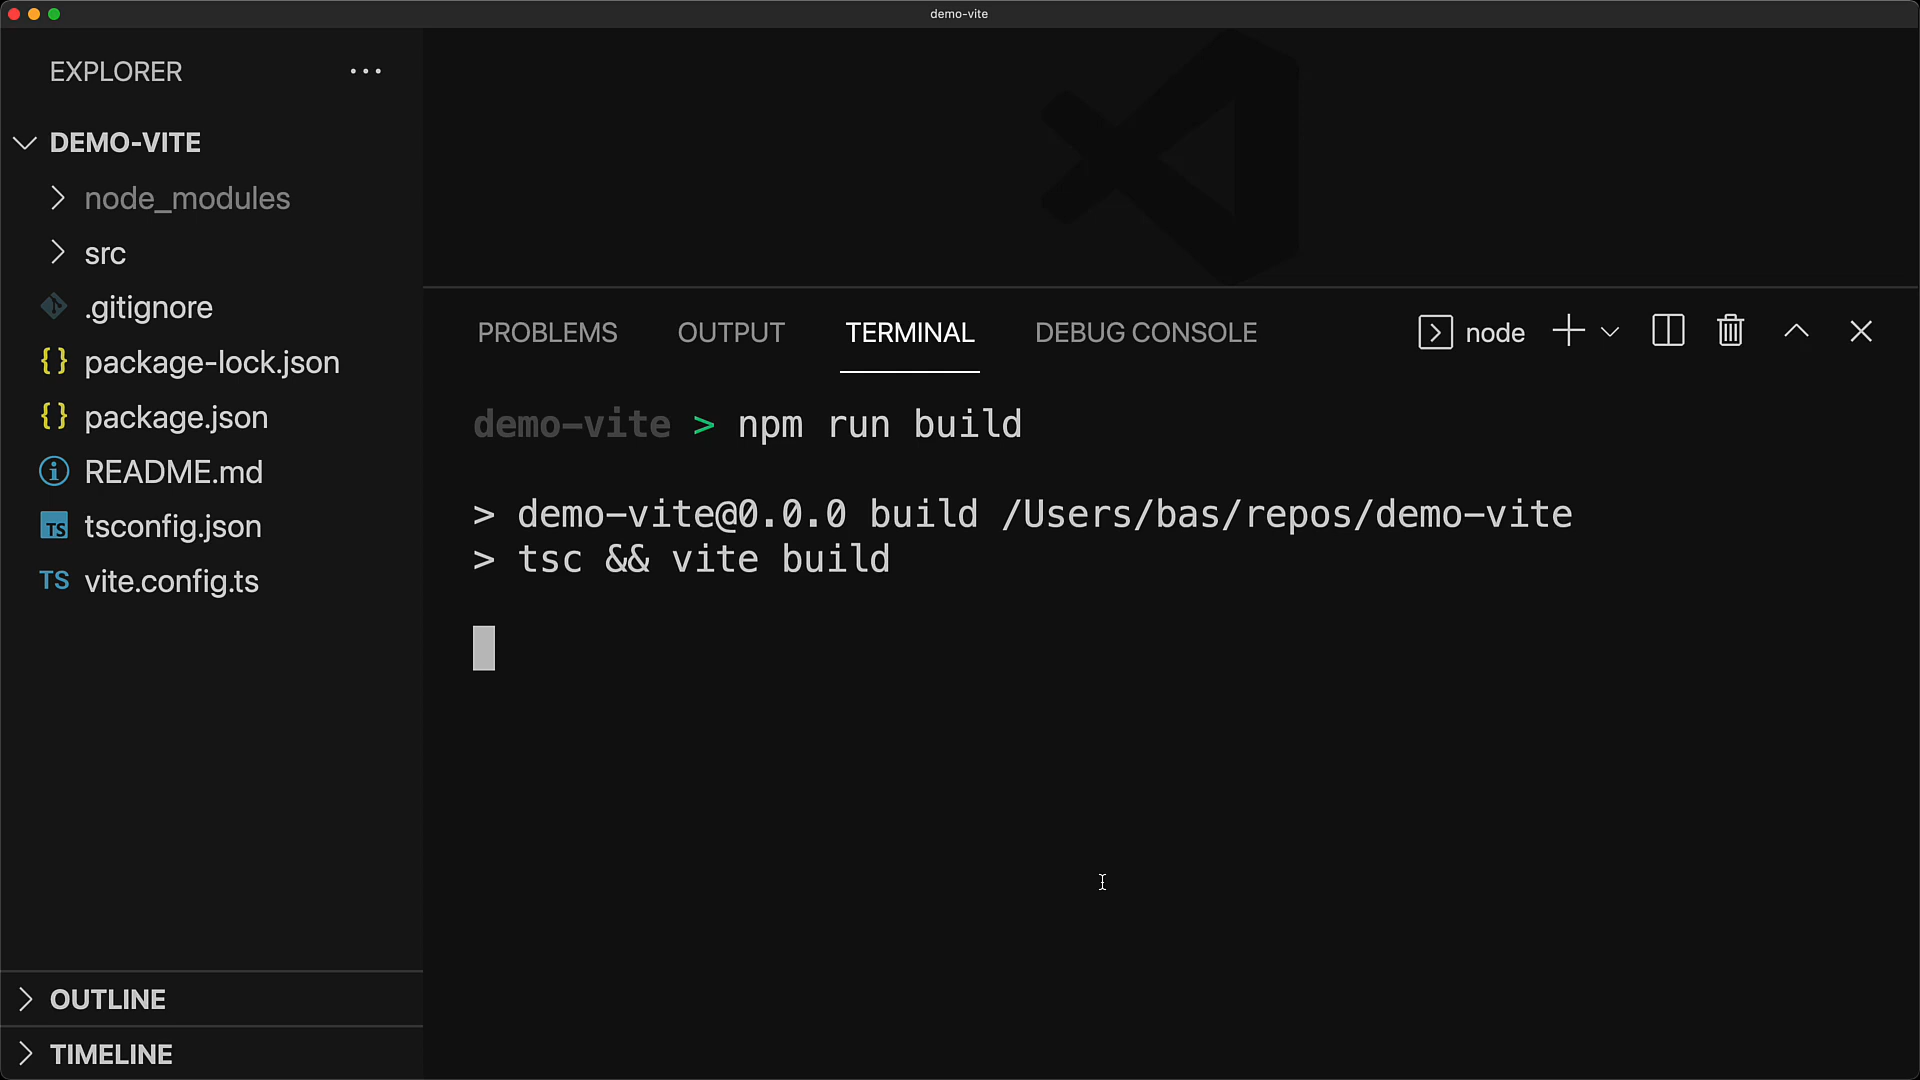 demo-vite
EXPLORER ...
DEMO-VITE
node_modules
src
.gitignore
{} package-lock.json
{} package.json
README.md
TS tsconfig.json
TS vite.config.ts
OUTLINE
TIMELINE
PROBLEMS OUTPUT TERMINAL DEBUG CONSOLE node
demo-vite > npm run build
> demo-vite@0.0.0 build /Users/bas/repos/demo-vite
> tsc && vite build